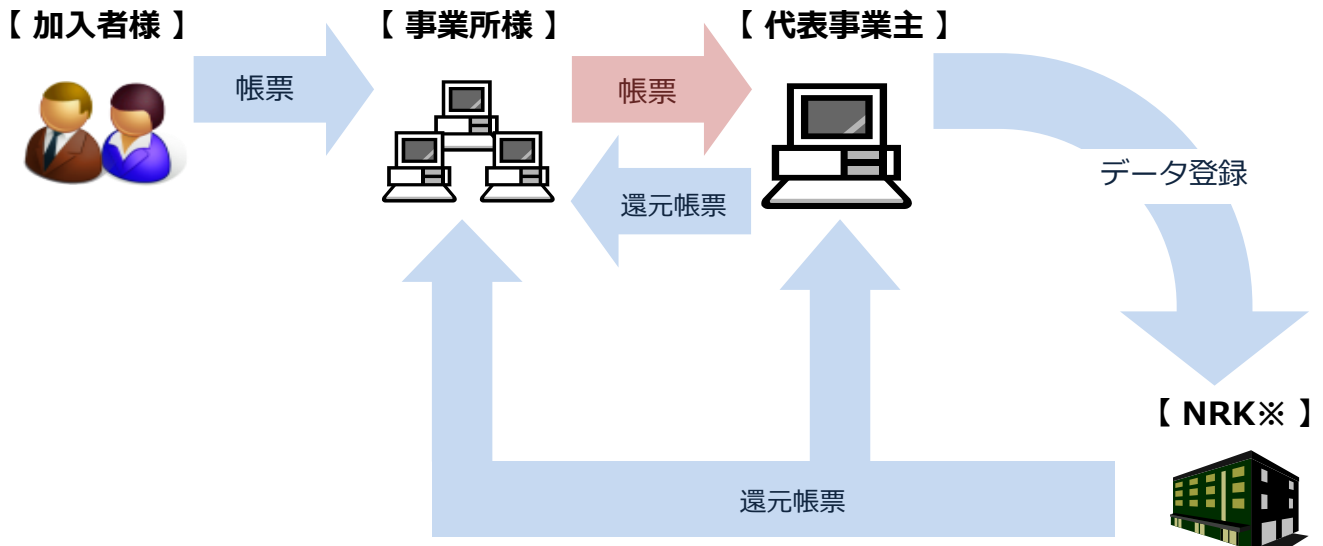 【 加入者様 】
【 事業所様 】
【 代表事業主 】
帳票
帳票
還元帳票
データ登録
【 NRK※ 】
還元帳票